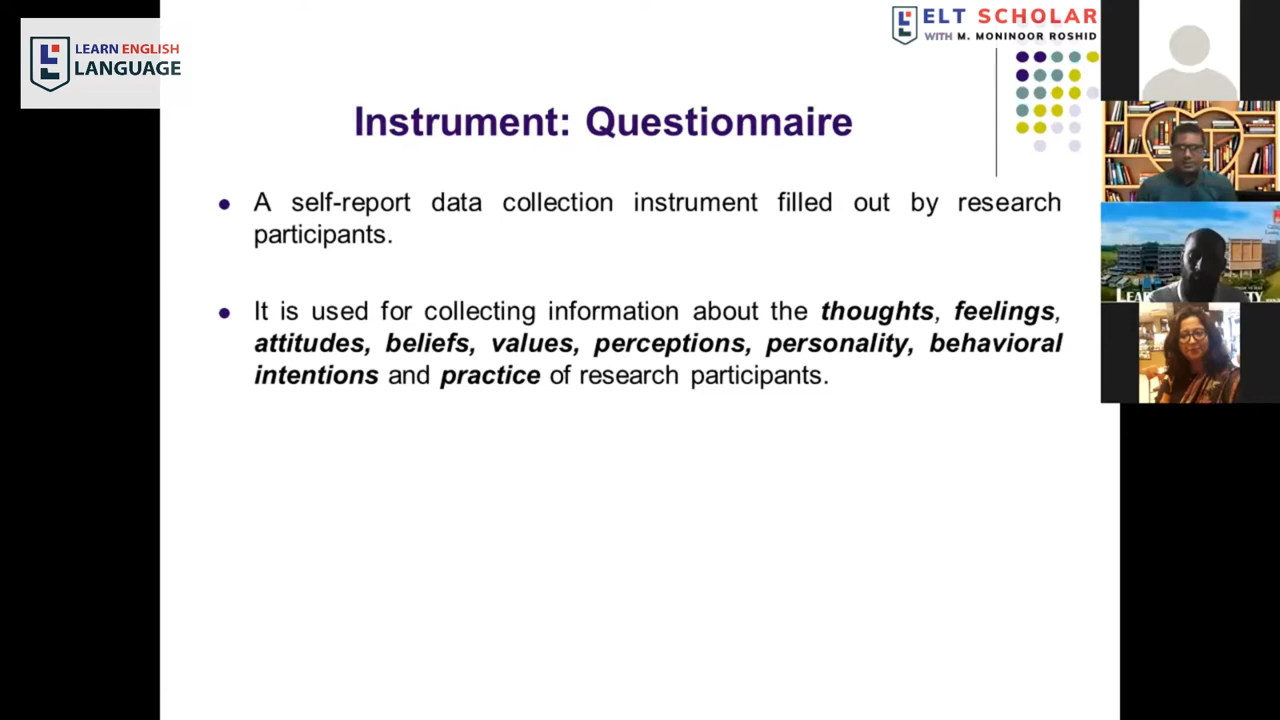 LEARN ENGLISH
LANGUAGE
ELT SCHOLAR
WITH M. MONINOOR ROSHID
Instrument: Questionnaire
A self-report data collection instrument filled out by research
participants.
It is used for collecting information about the thoughts, feelings,
attitudes, beliefs, values, perceptions, personality, behavioral
intentions and practice of research participants.